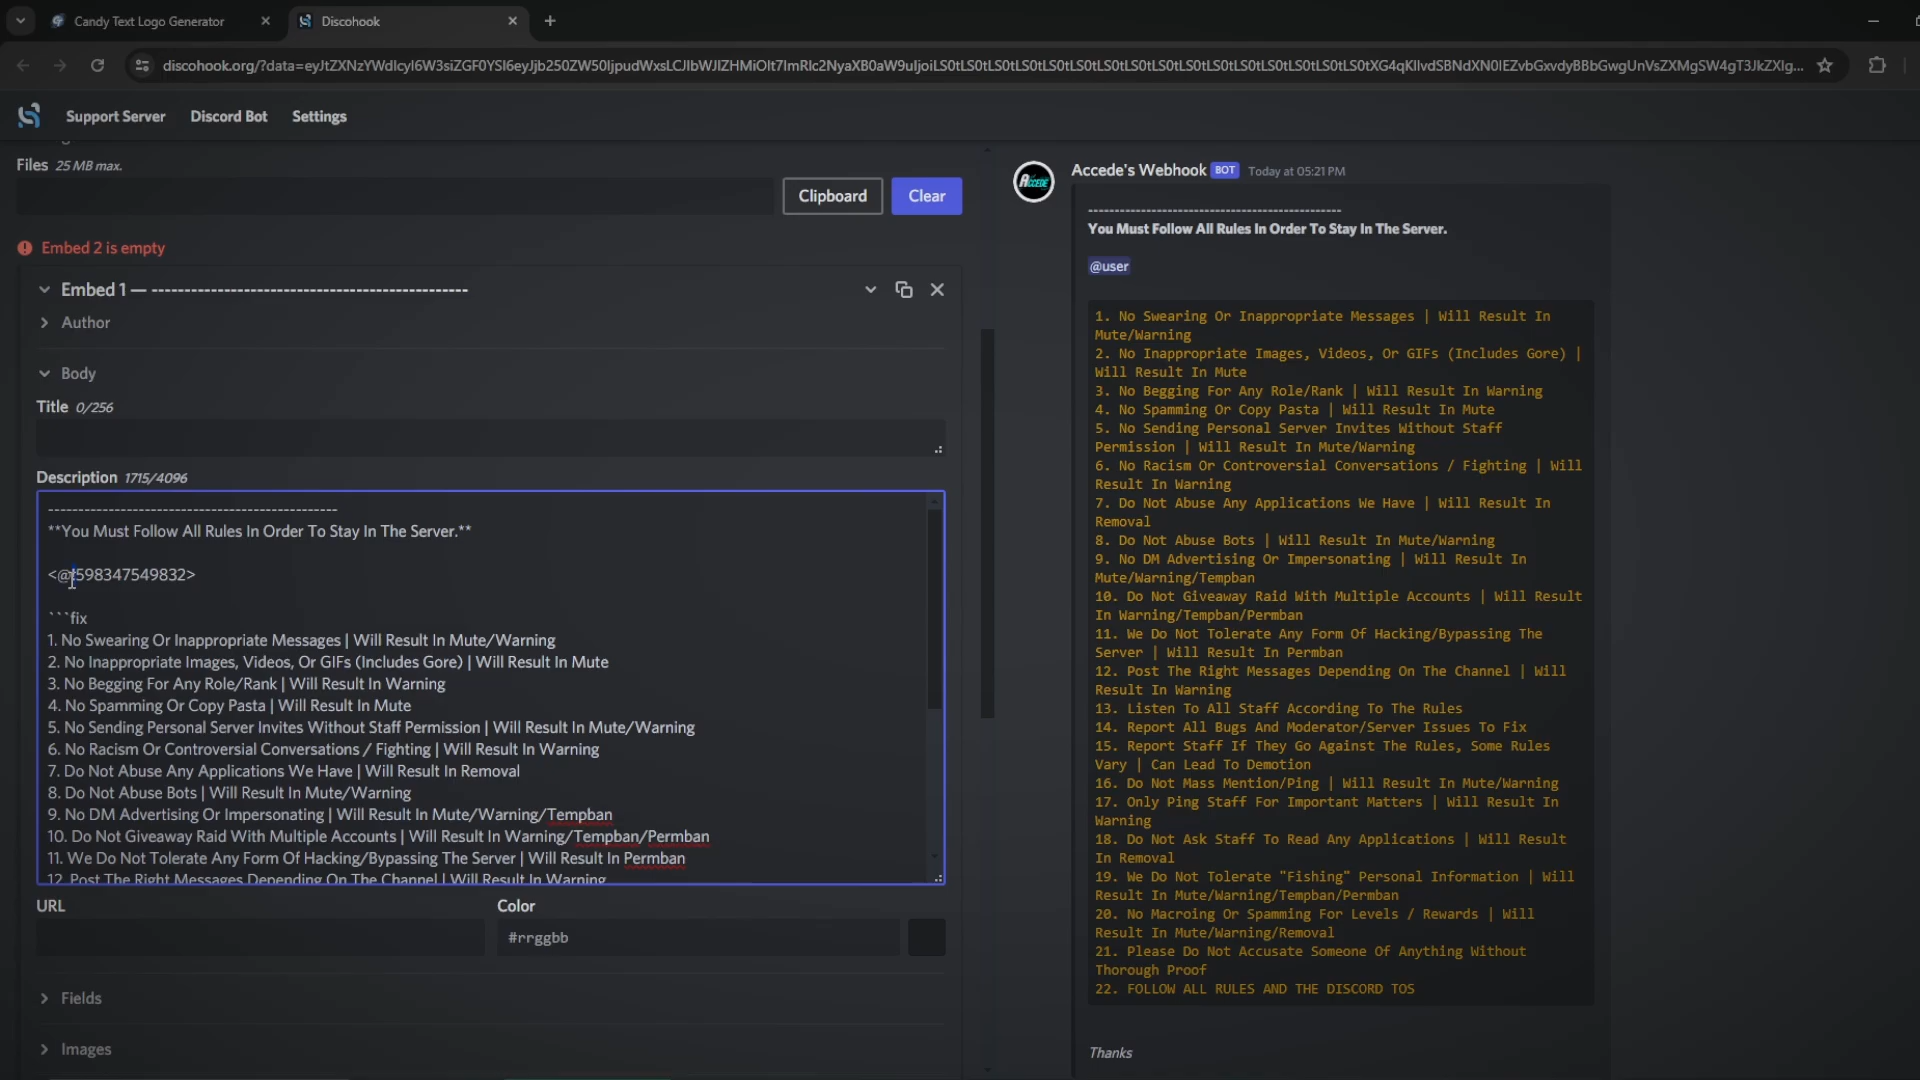 Candy Text Logo Generator
Discohook
Support Server
Discord Bot
Settings
Files 25 MB max.
Clipboard
Clear
Embed 2 is empty
Embed 1 — ------------------------------------------------
Author
Body
Title 0/256
Description 1715/4096
------------------------------------------------
**You Must Follow All Rules In Order To Stay In The Server.**
```fix
1. No Swearing Or Inappropriate Messages | Will Result In Mute/Warning
2. No Inappropriate Images, Videos, Or GIFs (Includes Gore) | Will Result In Mute
3. No Begging For Any Role/Rank | Will Result In Warning
4. No Spamming Or Copy Pasta | Will Result In Mute
5. No Sending Personal Server Invites Without Staff Permission | Will Result In Mute/Warning
6. No Racism Or Controversial Conversations / Fighting | Will Result In Warning
7. Do Not Abuse Any Applications We Have | Will Result In Removal
8. Do Not Abuse Bots | Will Result In Mute/Warning
9. No DM Advertising Or Impersonating | Will Result In Mute/Warning/Tempban
10. Do Not Giveaway Raid With Multiple Accounts | Will Result In Warning/Tempban/Permban
11. We Do Not Tolerate Any Form Of Hacking/Bypassing The Server | Will Result In Permban
12. Post The Right Messages Depending On The Channel | Will Result In Warning
URL
Color
#rrggbb
Fields
Images
Accede's Webhook BOT Today at 05:21 PM
------------------------------------------------
You Must Follow All Rules In Order To Stay In The Server.
@user
1. No Swearing Or Inappropriate Messages | Will Result In
Mute/Warning
2. No Inappropriate Images, Videos, Or GIFs (Includes Gore) |
Will Result In Mute
3. No Begging For Any Role/Rank | Will Result In Warning
4. No Spamming Or Copy Pasta | Will Result In Mute
5. No Sending Personal Server Invites Without Staff
Permission | Will Result In Mute/Warning
6. No Racism Or Controversial Conversations / Fighting | Will
Result In Warning
7. Do Not Abuse Any Applications We Have | Will Result In
Removal
8. Do Not Abuse Bots | Will Result In Mute/Warning
9. No DM Advertising Or Impersonating | Will Result In
Mute/Warning/Tempban
10. Do Not Giveaway Raid With Multiple Accounts | Will Result
In Warning/Tempban/Permban
11. We Do Not Tolerate Any Form Of Hacking/Bypassing The
Server | Will Result In Permban
12. Post The Right Messages Depending On The Channel | Will
Result In Warning
13. Listen To All Staff According To The Rules
14. Report All Bugs And Moderator/Server Issues To Fix
15. Report Staff If They Go Against The Rules, Some Rules
Vary | Can Lead To Demotion
16. Do Not Mass Mention/Ping | Will Result In Mute/Warning
17. Only Ping Staff For Important Matters | Will Result In
Warning
18. Do Not Ask Staff To Read Any Applications | Will Result
In Removal
19. We Do Not Tolerate "Fishing" Personal Information | Will
Result In Mute/Warning/Tempban/Permban
20. No Macroing Or Spamming For Levels / Rewards | Will
Result In Mute/Warning/Removal
21. Please Do Not Accusate Someone Of Anything Without
Thorough Proof
22. FOLLOW ALL RULES AND THE DISCORD TOS
Thanks